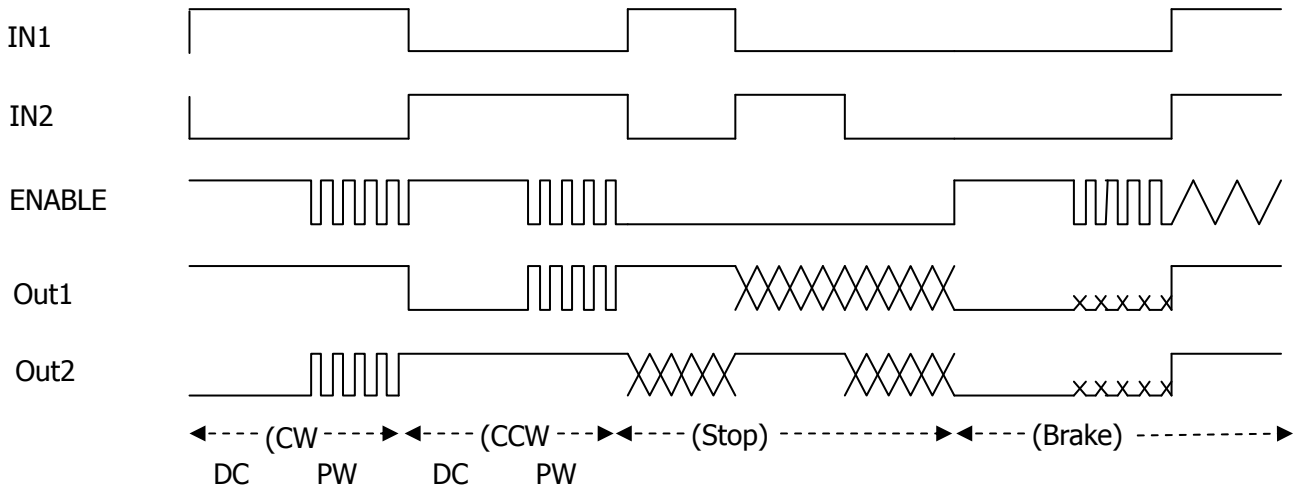 IN1
IN2
ENABLE
Out1
Out2
(CW (CCW (Stop) (Brake)
DC PW DC PW